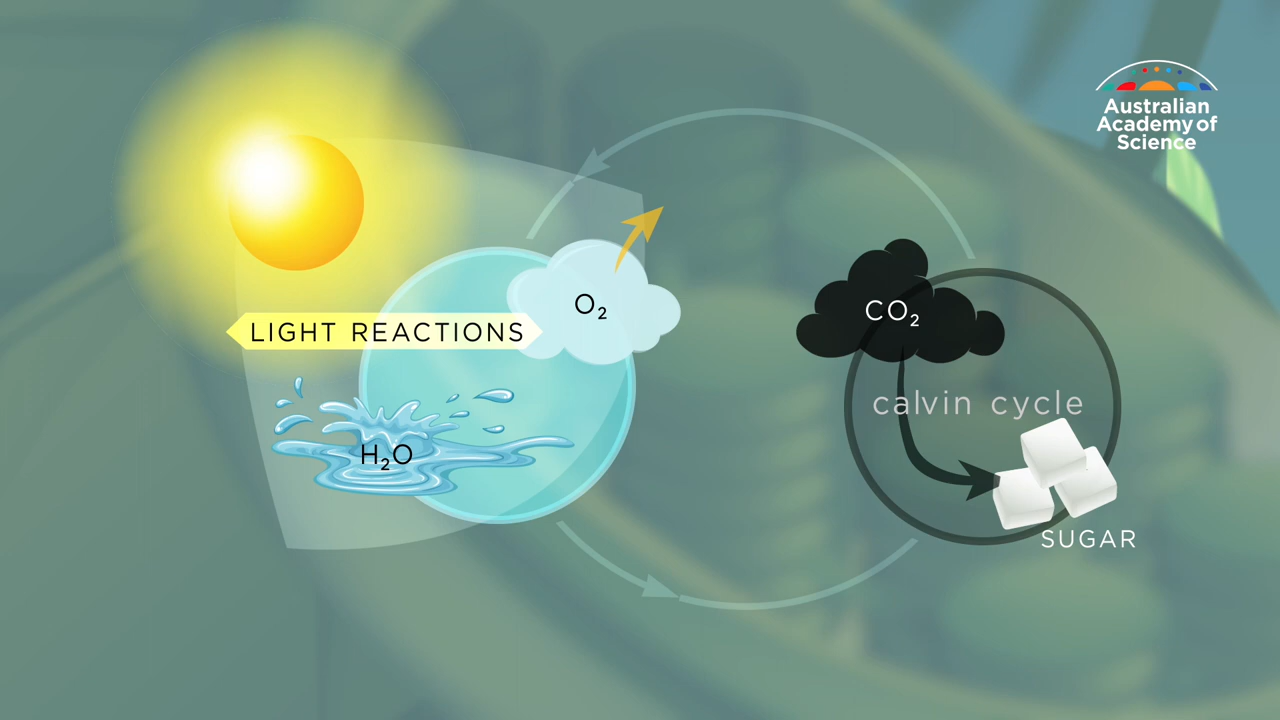 Australian
Academy of
Science
O₂
CO₂
LIGHT REACTIONS
calvin cycle
H₂O
SUGAR